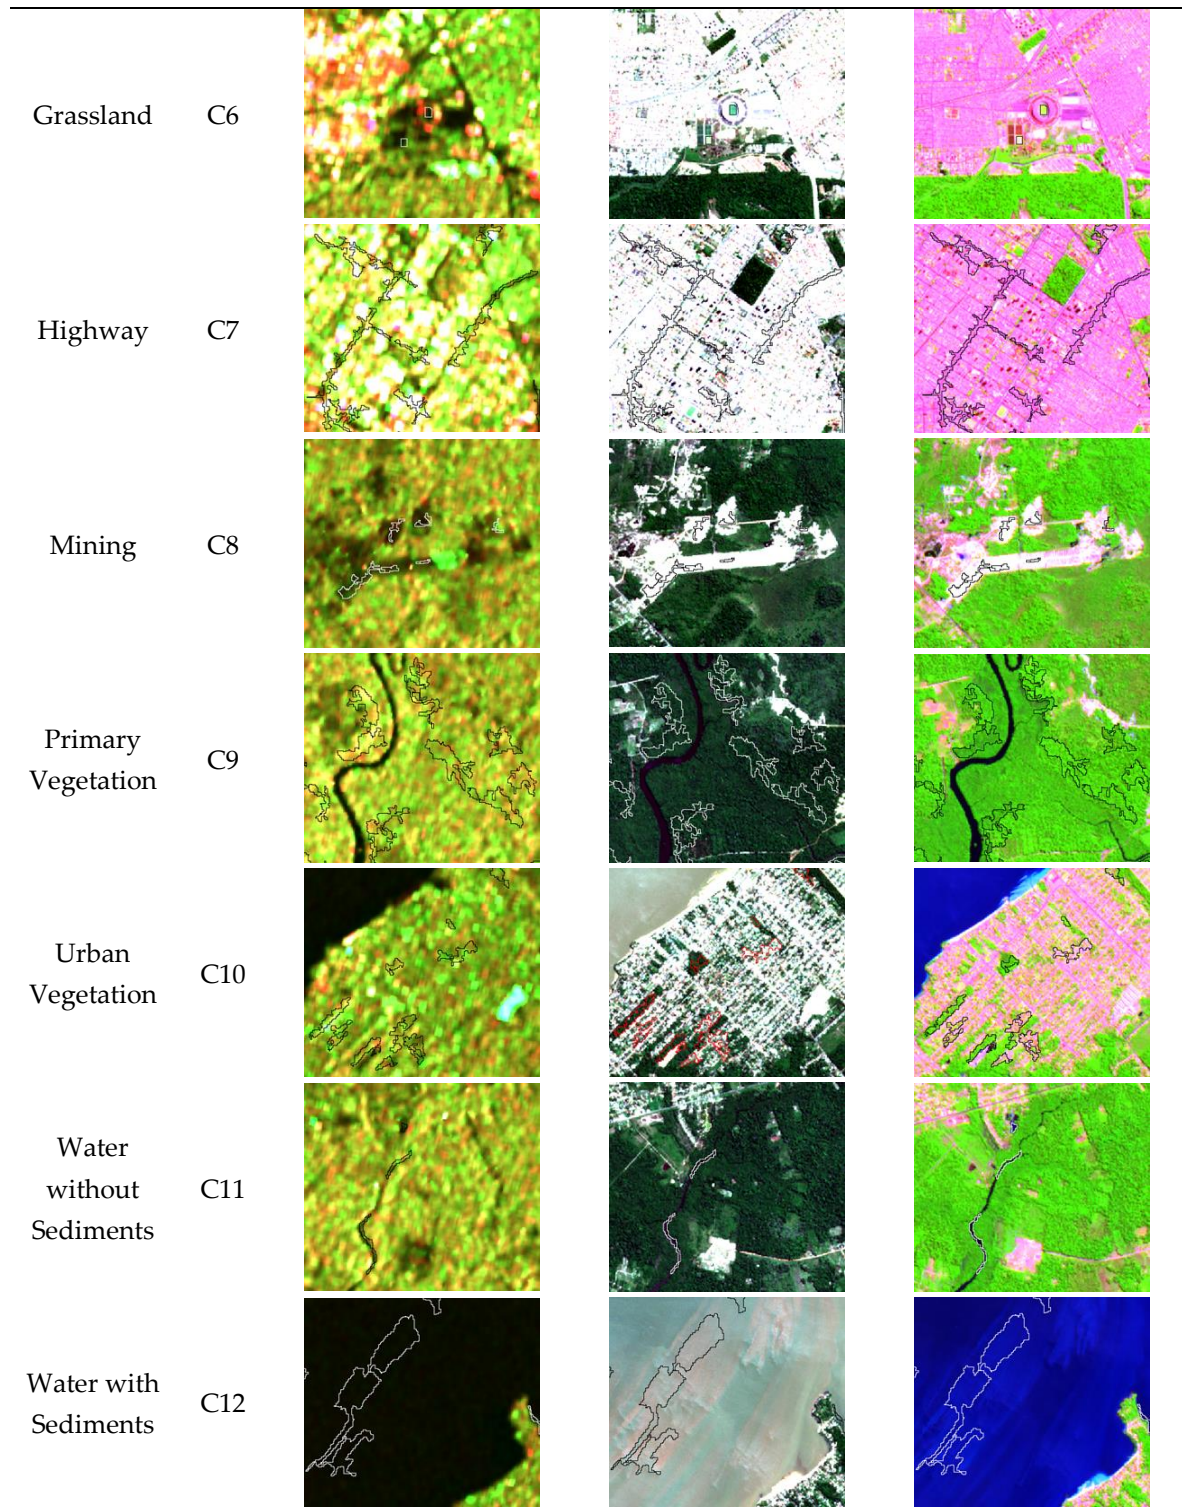 Grassland C6
Highway C7
Mining C8
Primary
Vegetation
C9
Urban
Vegetation
C10
Water
without
Sediments
C11
Water with
Sediments
C12